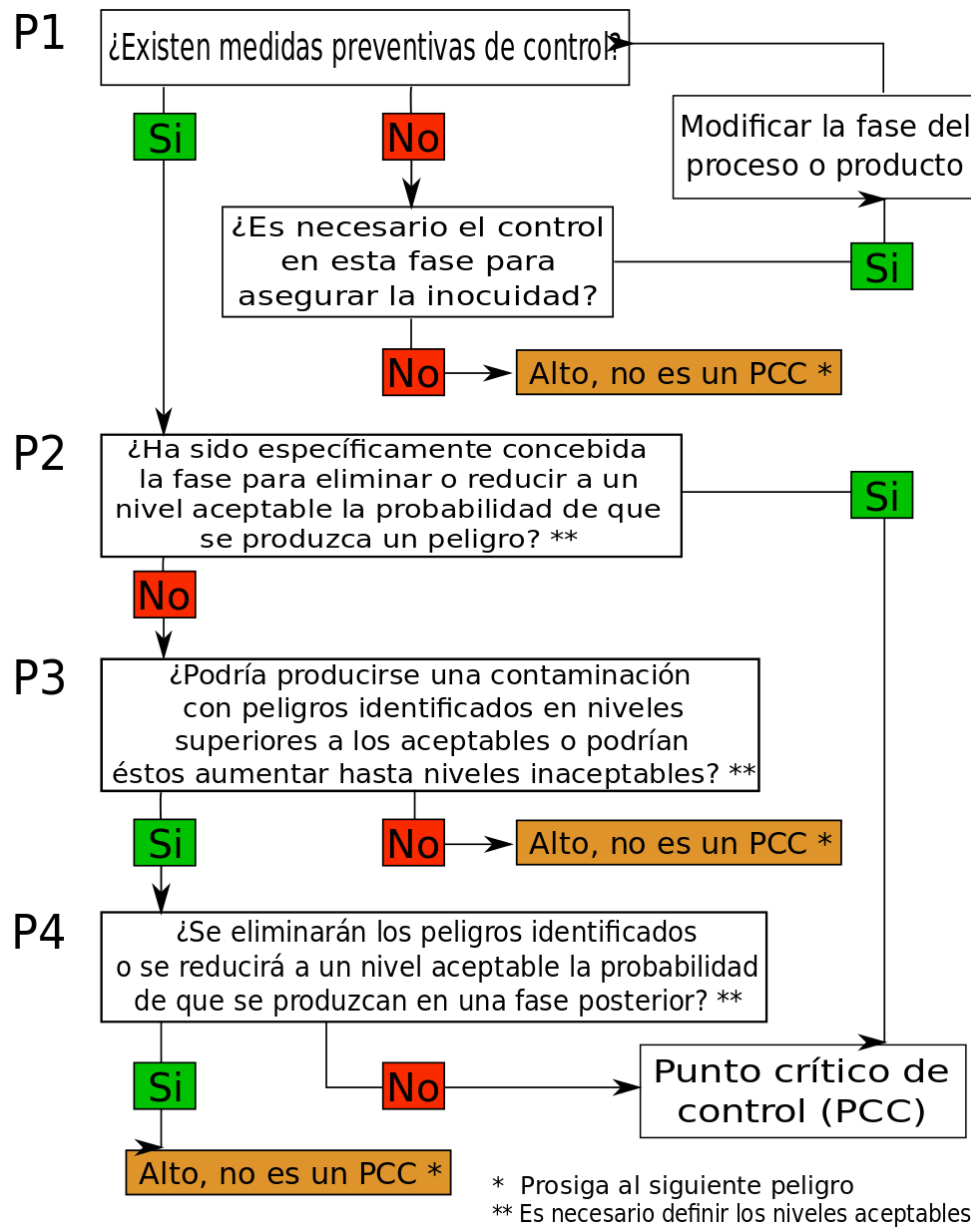 P1
¿Existen medidas preventivas de control?
Si
No
Modificar la fase del
proceso o producto
¿Es necesario el control
en esta fase para
asegurar la inocuidad?
Si
No
Alto, no es un PCC *
P2
¿Ha sido específicamente concebida
la fase para eliminar o reducir a un
nivel aceptable la probabilidad de que
se produzca un peligro? **
Si
No
P3
¿Podría producirse una contaminación
con peligros identificados en niveles
superiores a los aceptables o podrían
éstos aumentar hasta niveles inaceptables? **
Si
No
Alto, no es un PCC *
P4
¿Se eliminarán los peligros identificados
o se reducirá a un nivel aceptable la probabilidad
de que se produzcan en una fase posterior? **
Si
No
Punto crítico de
control (PCC)
Alto, no es un PCC *
* Prosiga al siguiente peligro
** Es necesario definir los niveles aceptables